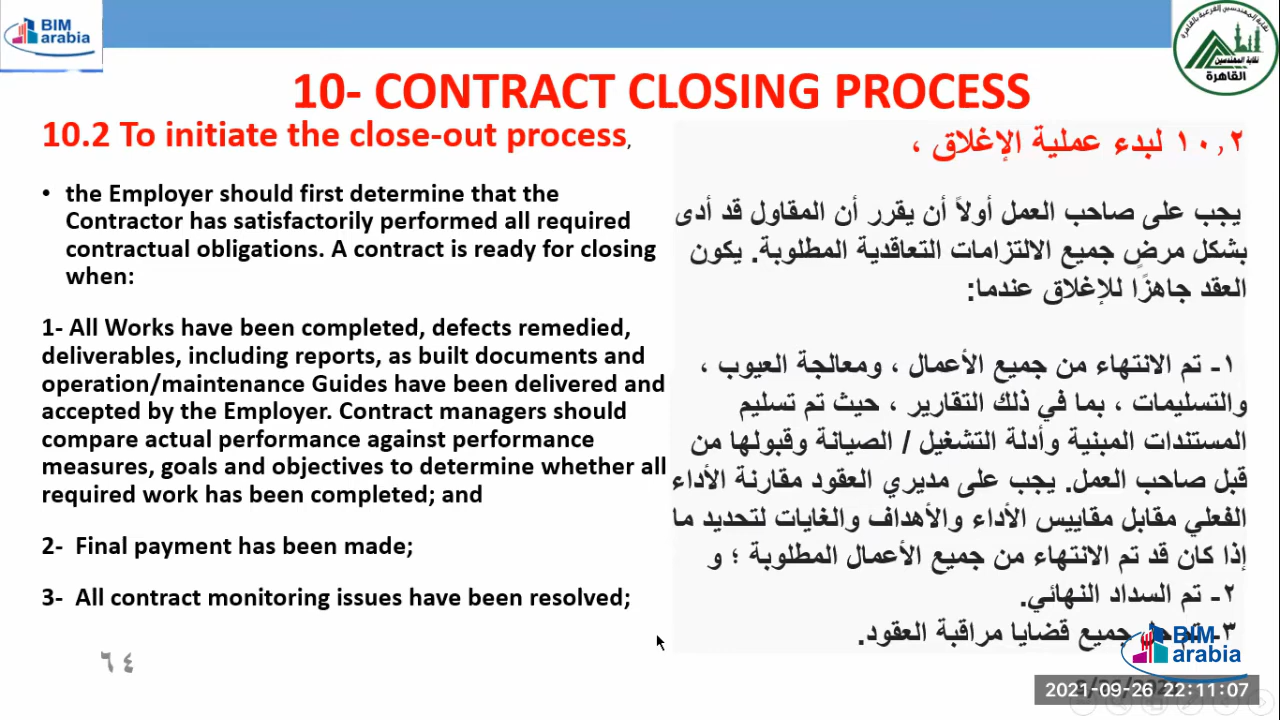 BIM
arabia
نقابة المهندسين الفرعية بالقاهرة
نقابة المهندسين
القاهرة
10- CONTRACT CLOSING PROCESS
10.2 To initiate the close-out process,
• the Employer should first determine that the
Contractor has satisfactorily performed all required
contractual obligations. A contract is ready for closing
when:
1- All Works have been completed, defects remedied,
deliverables, including reports, as built documents and
operation/maintenance Guides have been delivered and
accepted by the Employer. Contract managers should
compare actual performance against performance
measures, goals and objectives to determine whether all
required work has been completed; and
2- Final payment has been made;
3- All contract monitoring issues have been resolved;
١٠,٢ لبدء عملية الإغلاق ،
يجب على صاحب العمل أولاً أن يقرر أن المقاول قد أدى
بشكل مرضٍ جميع الالتزامات التعاقدية المطلوبة. يكون
العقد جاهزًا للإغلاق عندما:
١- تم الانتهاء من جميع الأعمال ، ومعالجة العيوب ،
والتسليمات ، بما في ذلك التقارير ، حيث تم تسليم
المستندات المبنية وأدلة التشغيل / الصيانة وقبولها من
قبل صاحب العمل. يجب على مديري العقود مقارنة الأداء
الفعلي مقابل مقاييس الأداء والأهداف والغايات لتحديد ما
إذا كان قد تم الانتهاء من جميع الأعمال المطلوبة ؛ و
٢- تم السداد النهائي.
٣- تم حل جميع قضايا مراقبة العقود.
BIM
arabia
٦٤
2021-09-26 22:11:07